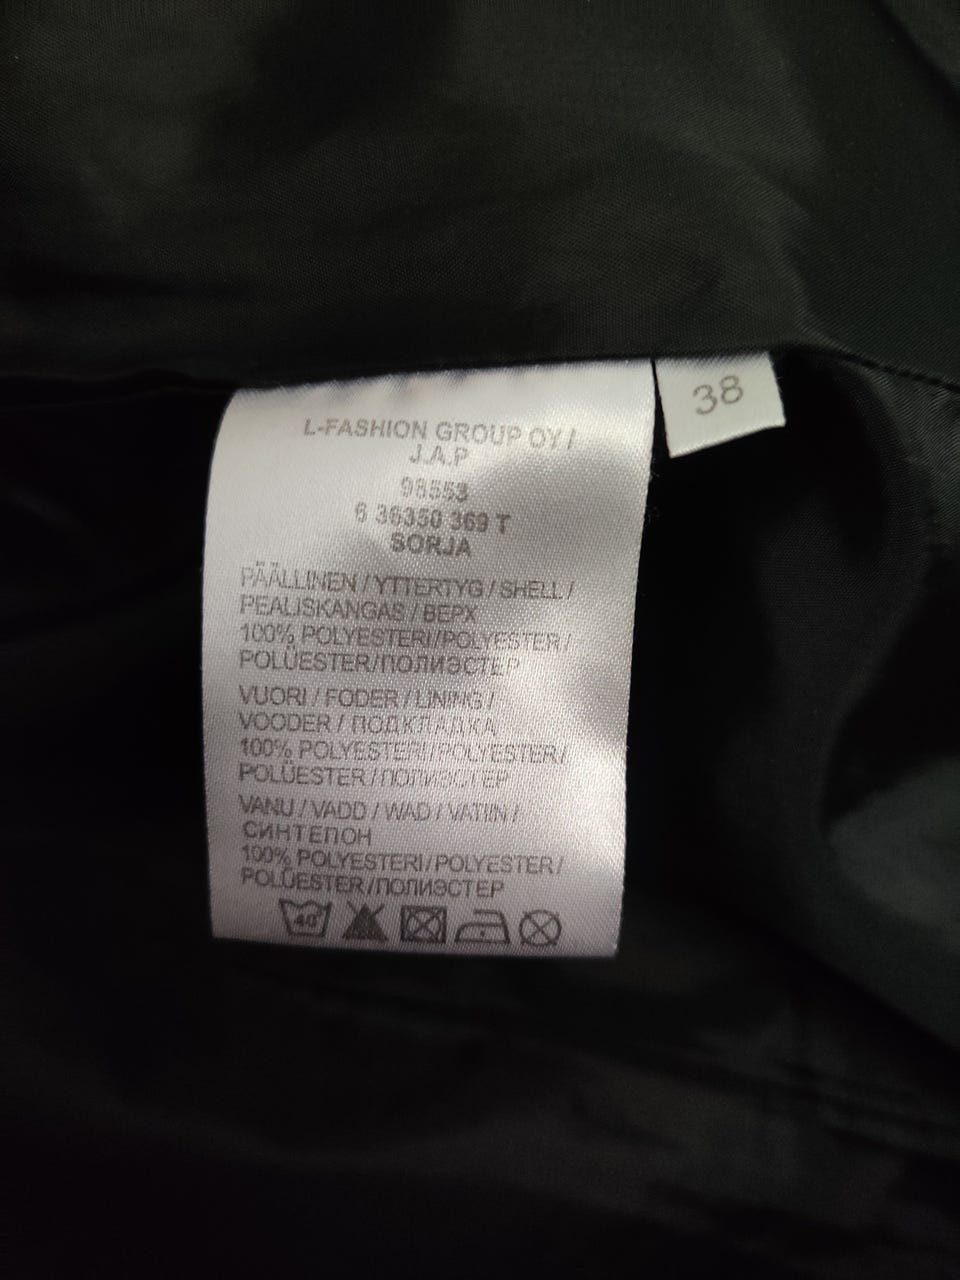 38
L-FASHION GROUP OY /
J.A.P
98553
6 36350 369 T
SORJA
PÄÄLLINEN / YTTERTYG / SHELL /
PEALISKANGAS / ВЕРХ
100% POLYESTERI/POLYESTER/
POLÜESTER/ПОЛИЭСТЕР
VUORI / FODER / LINING /
VOODER / ПОДКЛАДКА
100% POLYESTERI/POLYESTER/
POLÜESTER/ПОЛИЭСТЕР
VANU / VADD / WAD / VATIIN /
СИНТЕПОН
100% POLYESTERI/POLYESTER/
POLÜESTER/ПОЛИЭСТЕР
40